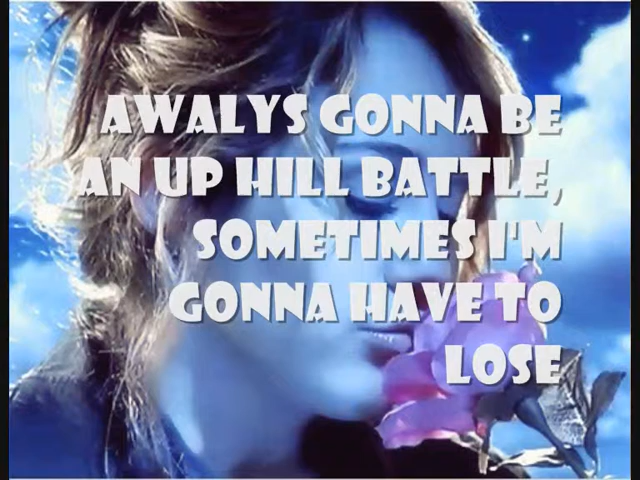 AWALYS GONNA BE
AN UP HILL BATTLE,
SOMETIMES I'M
GONNA HAVE TO
LOSE